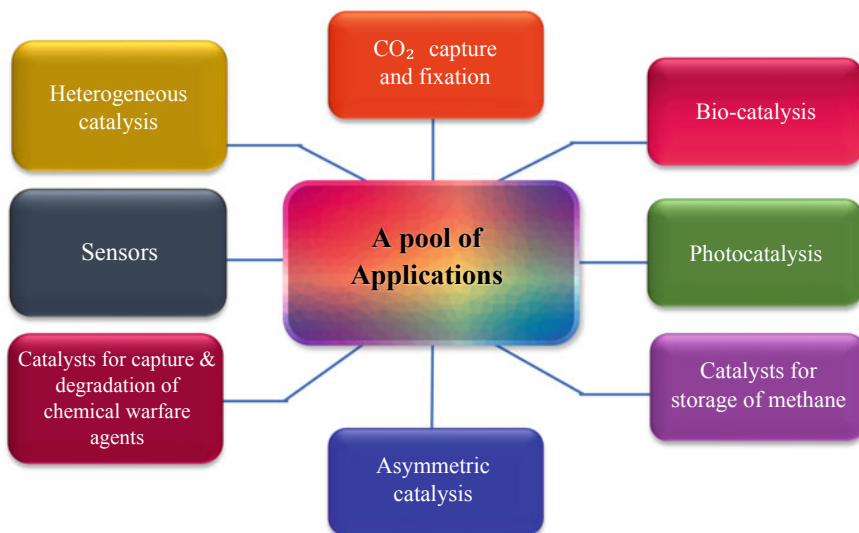 CO₂ capture
and fixation
Heterogeneous
catalysis
Bio-catalysis
Sensors
A pool of
Applications
Photocatalysis
Catalysts for capture &
degradation of
chemical warfare
agents
Catalysts for
storage of methane
Asymmetric
catalysis